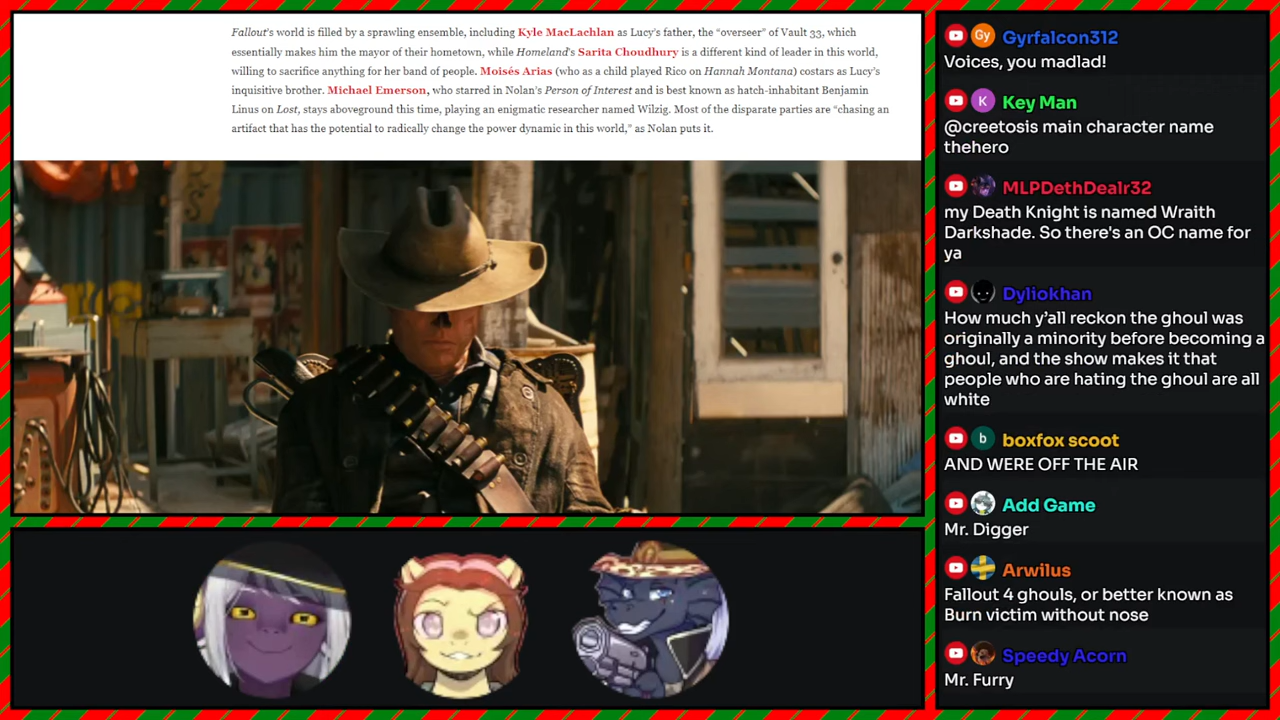 Fallout's world is filled by a sprawling ensemble, including Kyle MacLachlan as Lucy's father, the “overseer” of Vault 33, which
essentially makes him the mayor of their hometown, while Homeland's Sarita Choudhury is a different kind of leader in this world,
willing to sacrifice anything for her band of people. Moisés Arias (who as a child played Rico on Hannah Montana) costars as Lucy's
inquisitive brother. Michael Emerson, who starred in Nolan's Person of Interest and is best known as hatch-inhabitant Benjamin
Linus on Lost, stays aboveground this time, playing an enigmatic researcher named Wilzig. Most of the disparate parties are “chasing an
artifact that has the potential to radically change the power dynamic in this world,” as Nolan puts it.
Gy Gyrfalcon312
Voices, you madlad!
K Key Man
@creetosis main character name
thehero
MLPDethDealr32
my Death Knight is named Wraith
Darkshade. So there's an OC name for
ya
Dyliokhan
How much y’all reckon the ghoul was
originally a minority before becoming a
ghoul, and the show makes it that
people who are hating the ghoul are all
white
b boxfox scoot
AND WERE OFF THE AIR
Add Game
Mr. Digger
Arwilus
Fallout 4 ghouls, or better known as
Burn victim without nose
Speedy Acorn
Mr. Furry